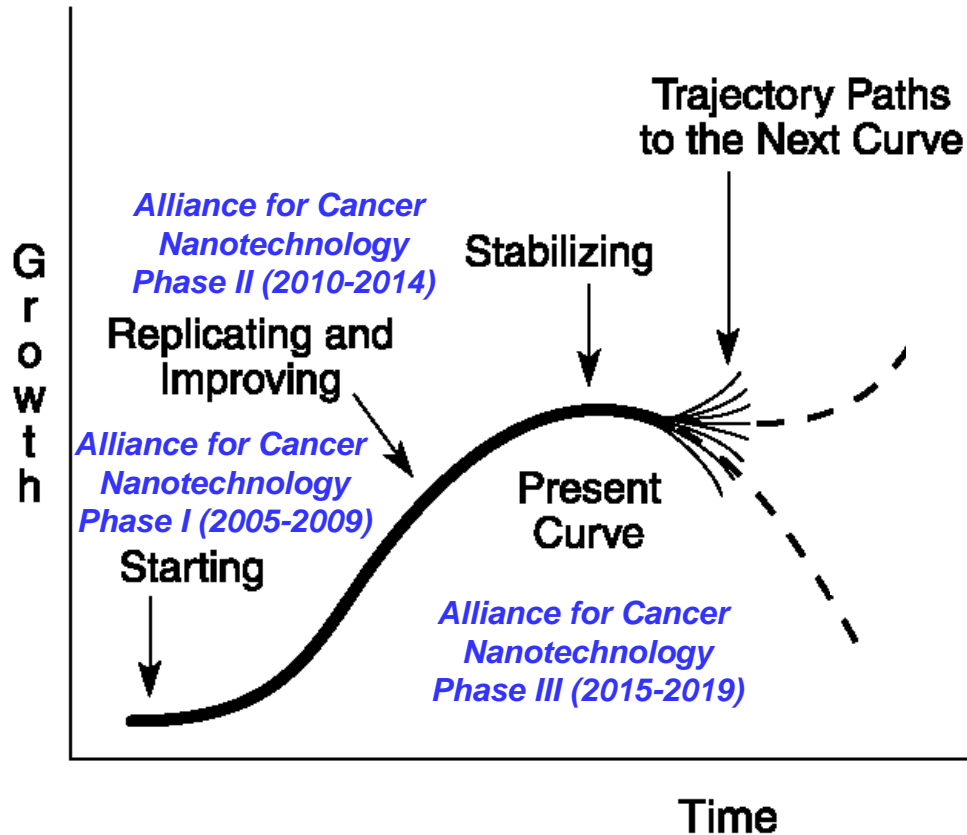 Trajectory Paths
to the Next Curve
Alliance for Cancer
Nanotechnology
Phase II (2010-2014)
Stabilizing
Growth
Replicating and
Improving
Alliance for Cancer
Nanotechnology
Phase I (2005-2009)
Present
Curve
Starting
Alliance for Cancer
Nanotechnology
Phase III (2015-2019)
Time